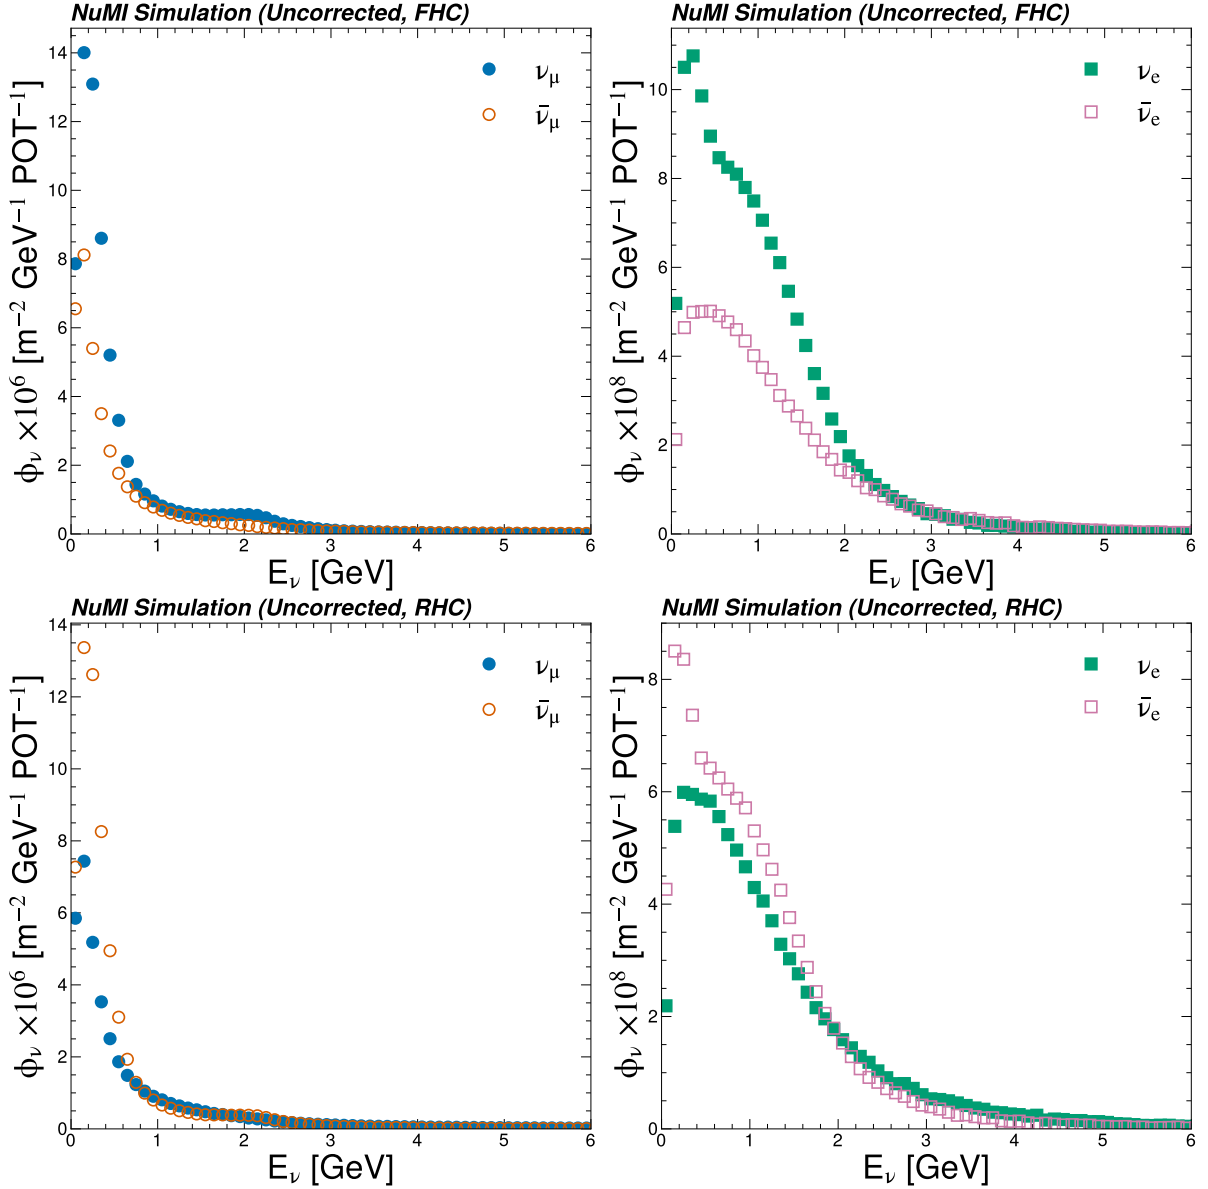 NuMI Simulation (Uncorrected, FHC)
ϕν ×10⁶ [m⁻² GeV⁻¹ POT⁻¹]
14
12
10
8
6
4
2
0
νμ
ν̄μ
0 1 2 3 4 5 6
Eν [GeV]
NuMI Simulation (Uncorrected, FHC)
ϕν ×10⁸ [m⁻² GeV⁻¹ POT⁻¹]
10
8
6
4
2
0
νe
ν̄e
0 1 2 3 4 5 6
Eν [GeV]
NuMI Simulation (Uncorrected, RHC)
ϕν ×10⁶ [m⁻² GeV⁻¹ POT⁻¹]
14
12
10
8
6
4
2
0
νμ
ν̄μ
0 1 2 3 4 5 6
Eν [GeV]
NuMI Simulation (Uncorrected, RHC)
ϕν ×10⁸ [m⁻² GeV⁻¹ POT⁻¹]
8
6
4
2
0
νe
ν̄e
0 1 2 3 4 5 6
Eν [GeV]